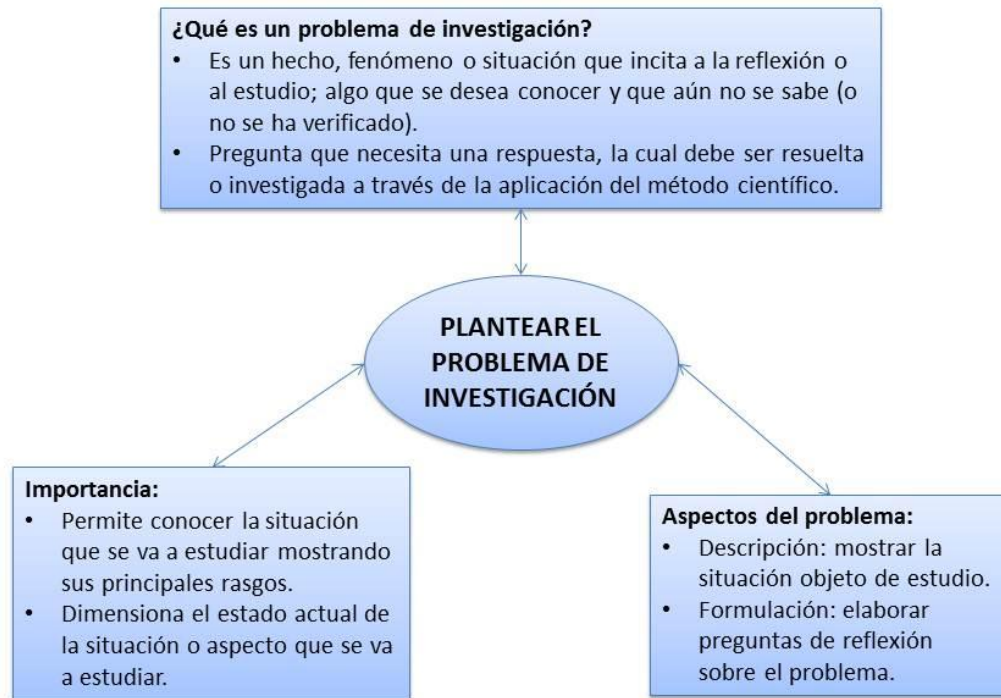 ¿Qué es un problema de investigación?
• Es un hecho, fenómeno o situación que incita a la reflexión o
al estudio; algo que se desea conocer y que aún no se sabe (o
no se ha verificado).
• Pregunta que necesita una respuesta, la cual debe ser resuelta
o investigada a través de la aplicación del método científico.
PLANTEAR EL
PROBLEMA DE
INVESTIGACIÓN
Importancia:
• Permite conocer la situación
que se va a estudiar mostrando
sus principales rasgos.
• Dimensiona el estado actual de
la situación o aspecto que se va
a estudiar.
Aspectos del problema:
• Descripción: mostrar la
situación objeto de estudio.
• Formulación: elaborar
preguntas de reflexión
sobre el problema.